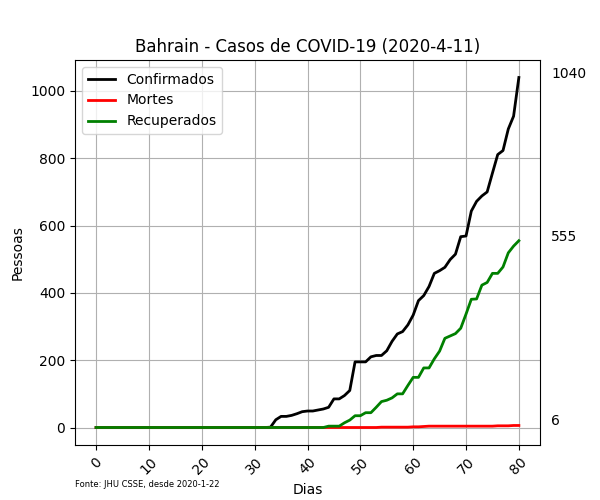 Bahrain - Casos de COVID-19 (2020-4-11)
Confirmados
Mortes
Recuperados
1040
555
6
Pessoas
1000
800
600
400
200
0
0 10 20 30 40 50 60 70 80
Dias
Fonte: JHU CSSE, desde 2020-1-22